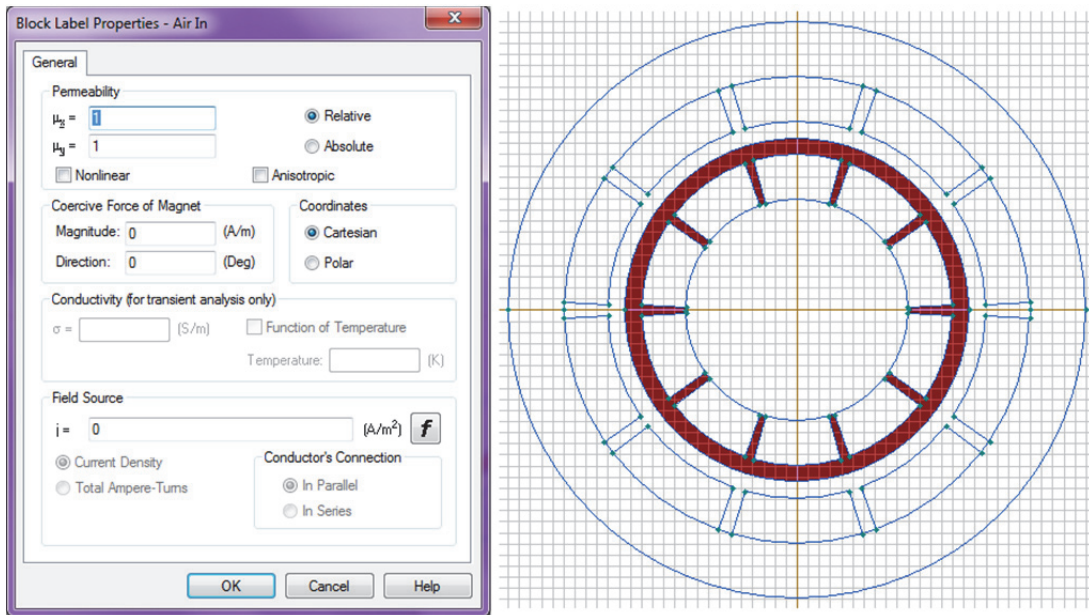 Block Label Properties - Air In
x
General
Permeability
μx = 1
Relative
μy = 1
Absolute
Nonlinear
Anisotropic
Coercive Force of Magnet
Magnitude: 0 (A/m)
Direction: 0 (Deg)
Coordinates
Cartesian
Polar
Conductivity (for transient analysis only)
σ = (S/m)
Function of Temperature
Temperature: (K)
Field Source
j = 0 (A/m²) f
Current Density
Total Ampere-Turns
Conductor's Connection
In Parallel
In Series
OK
Cancel
Help